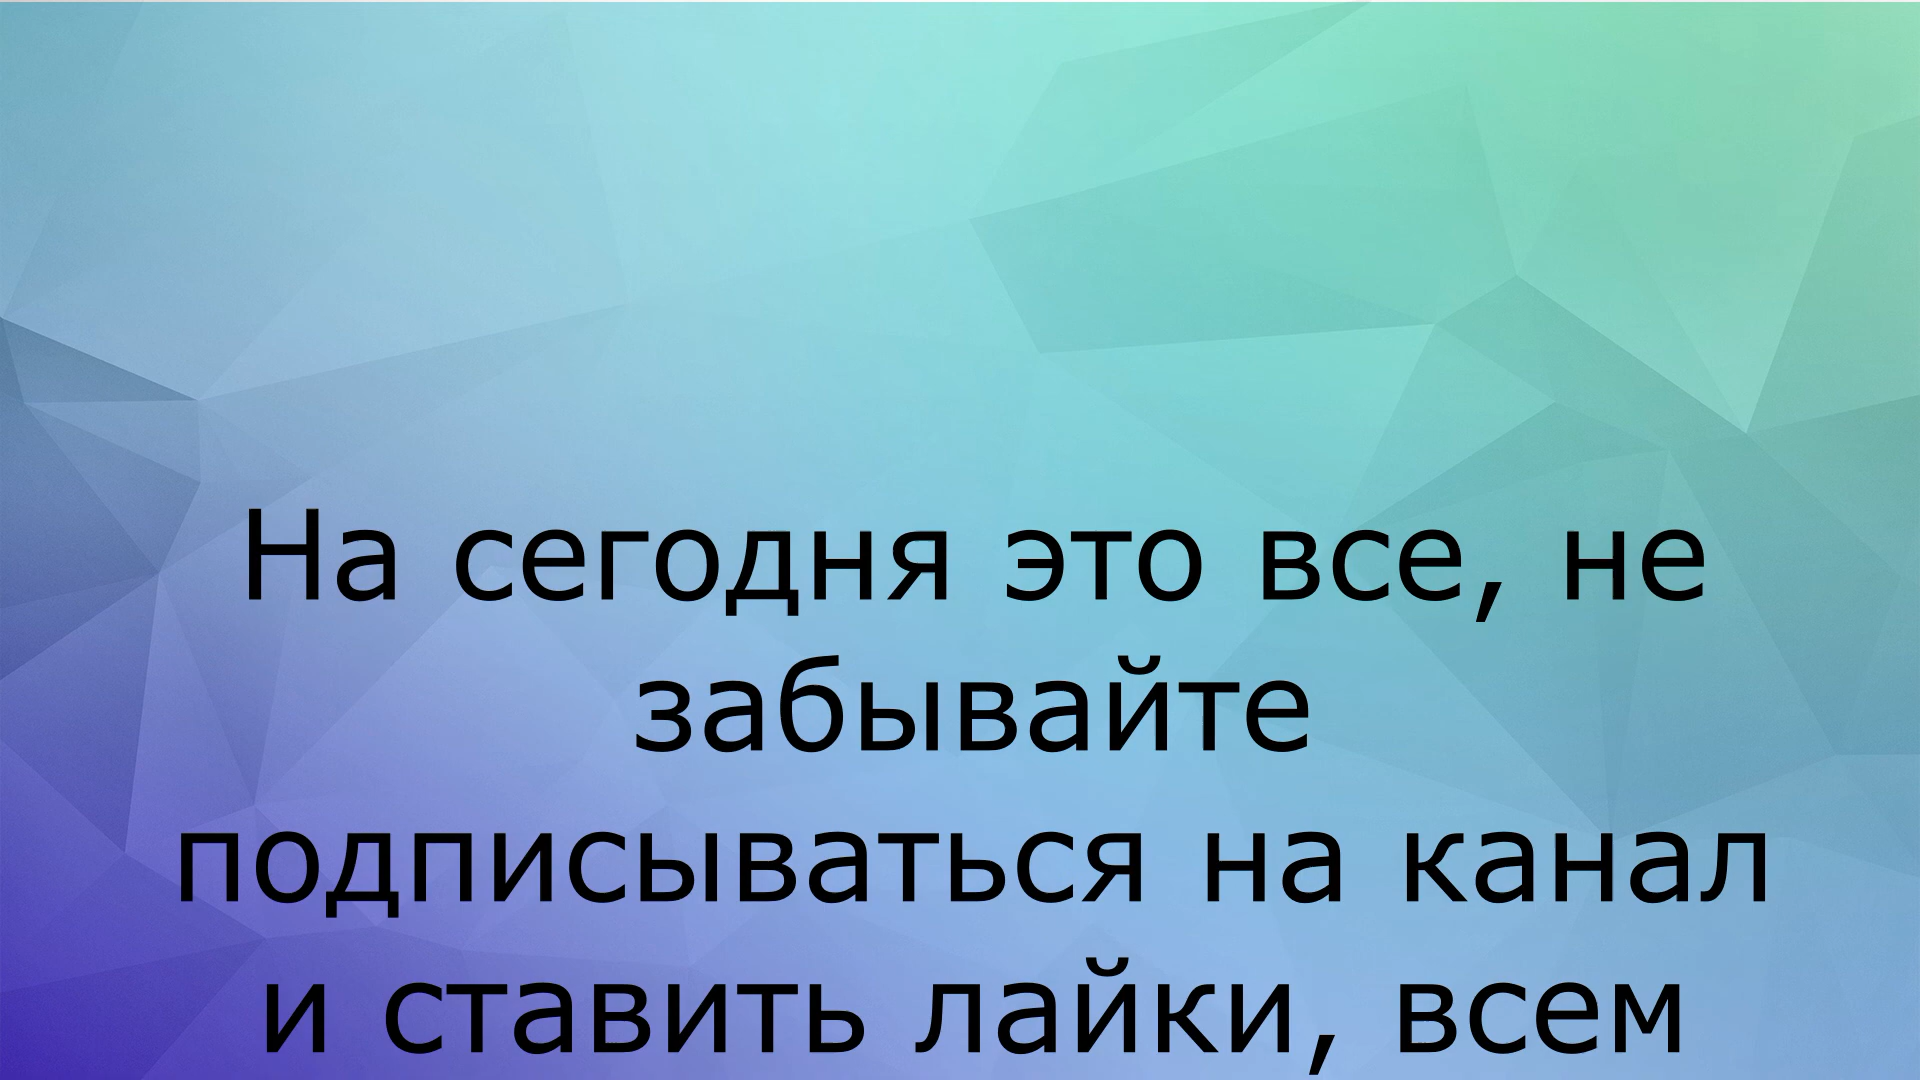 На сегодня это все, не
забывайте
подписываться на канал
и ставить лайки, всем